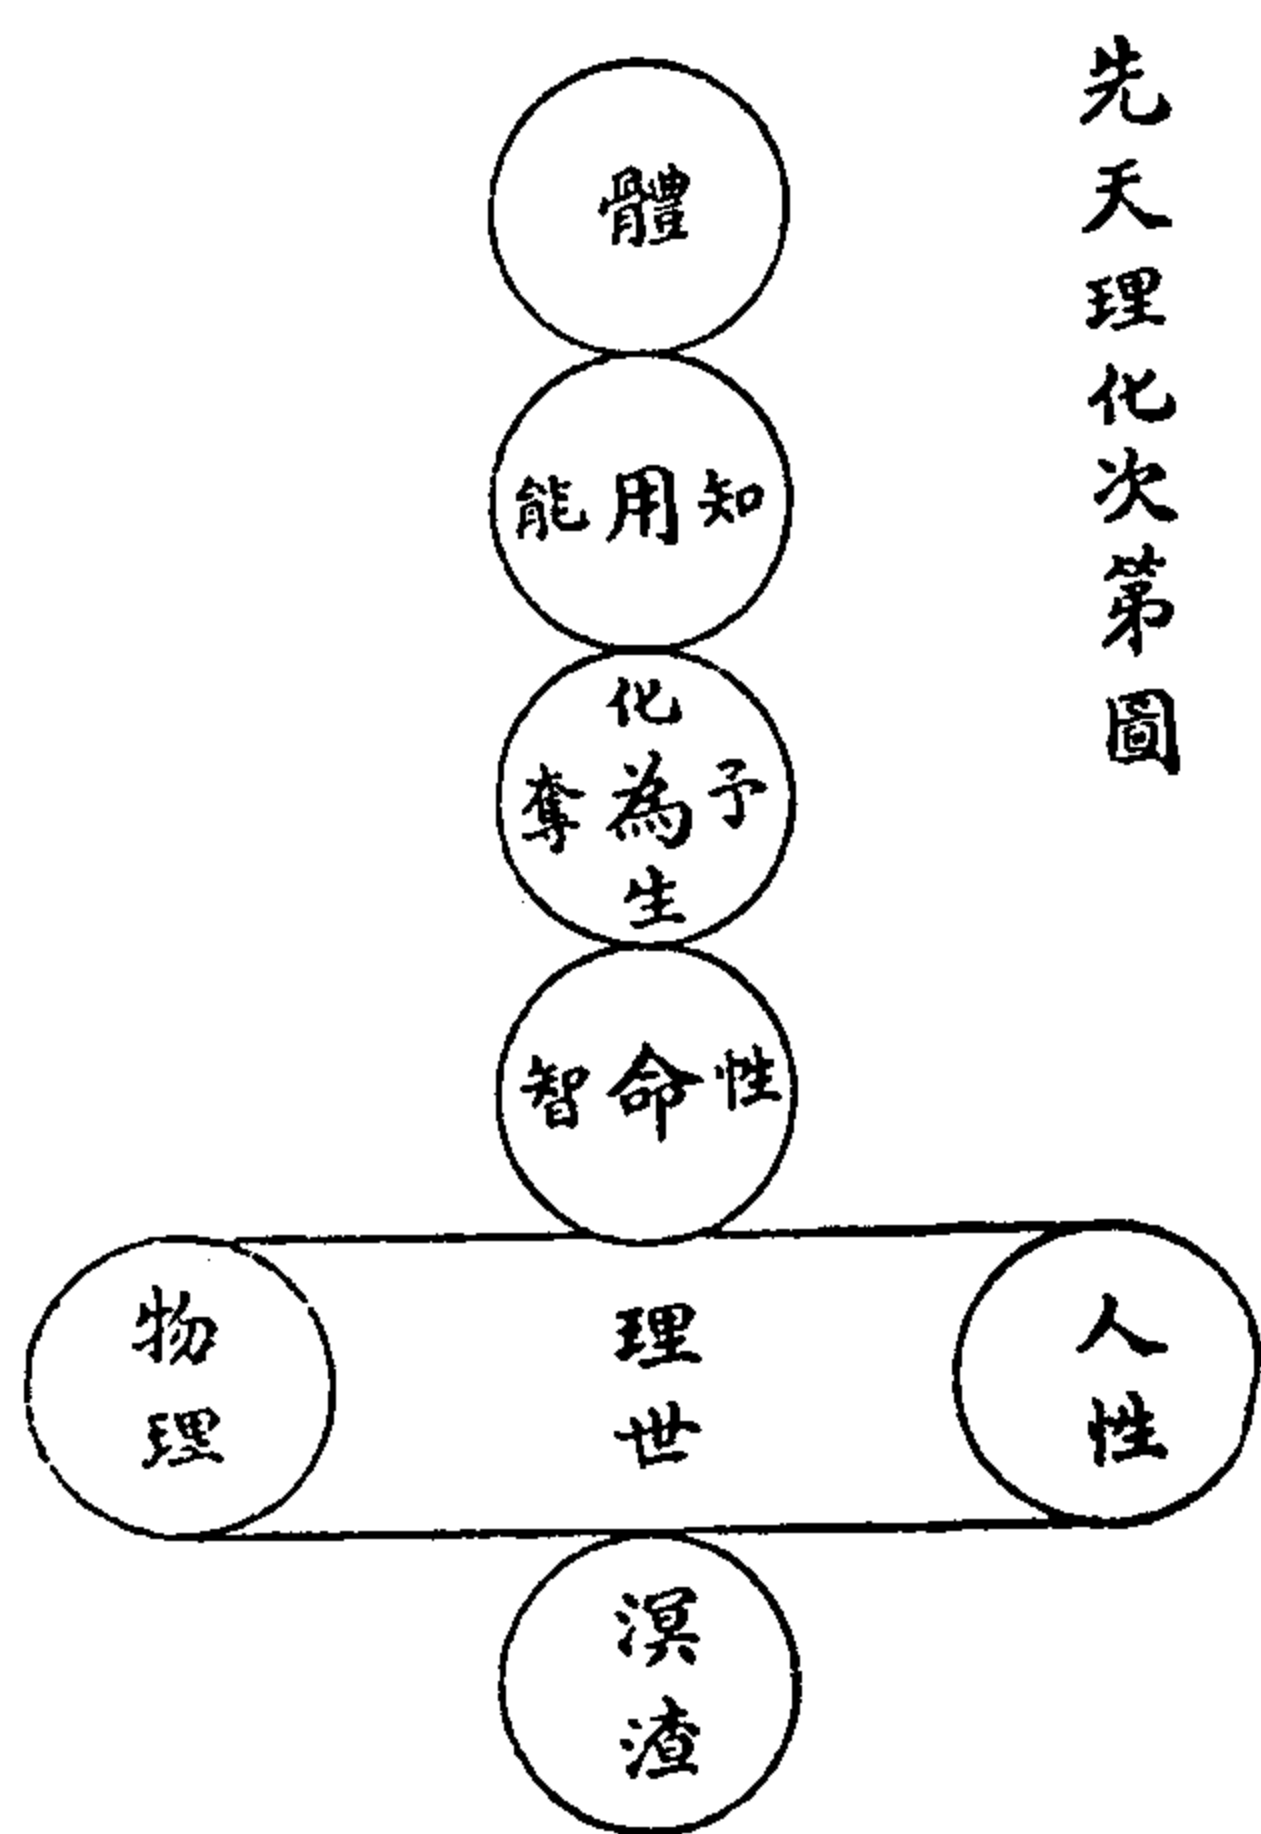 先天理化次第圖
體
知用能
化
予為奪
生
性命智
人性
理世
物理
溟渣